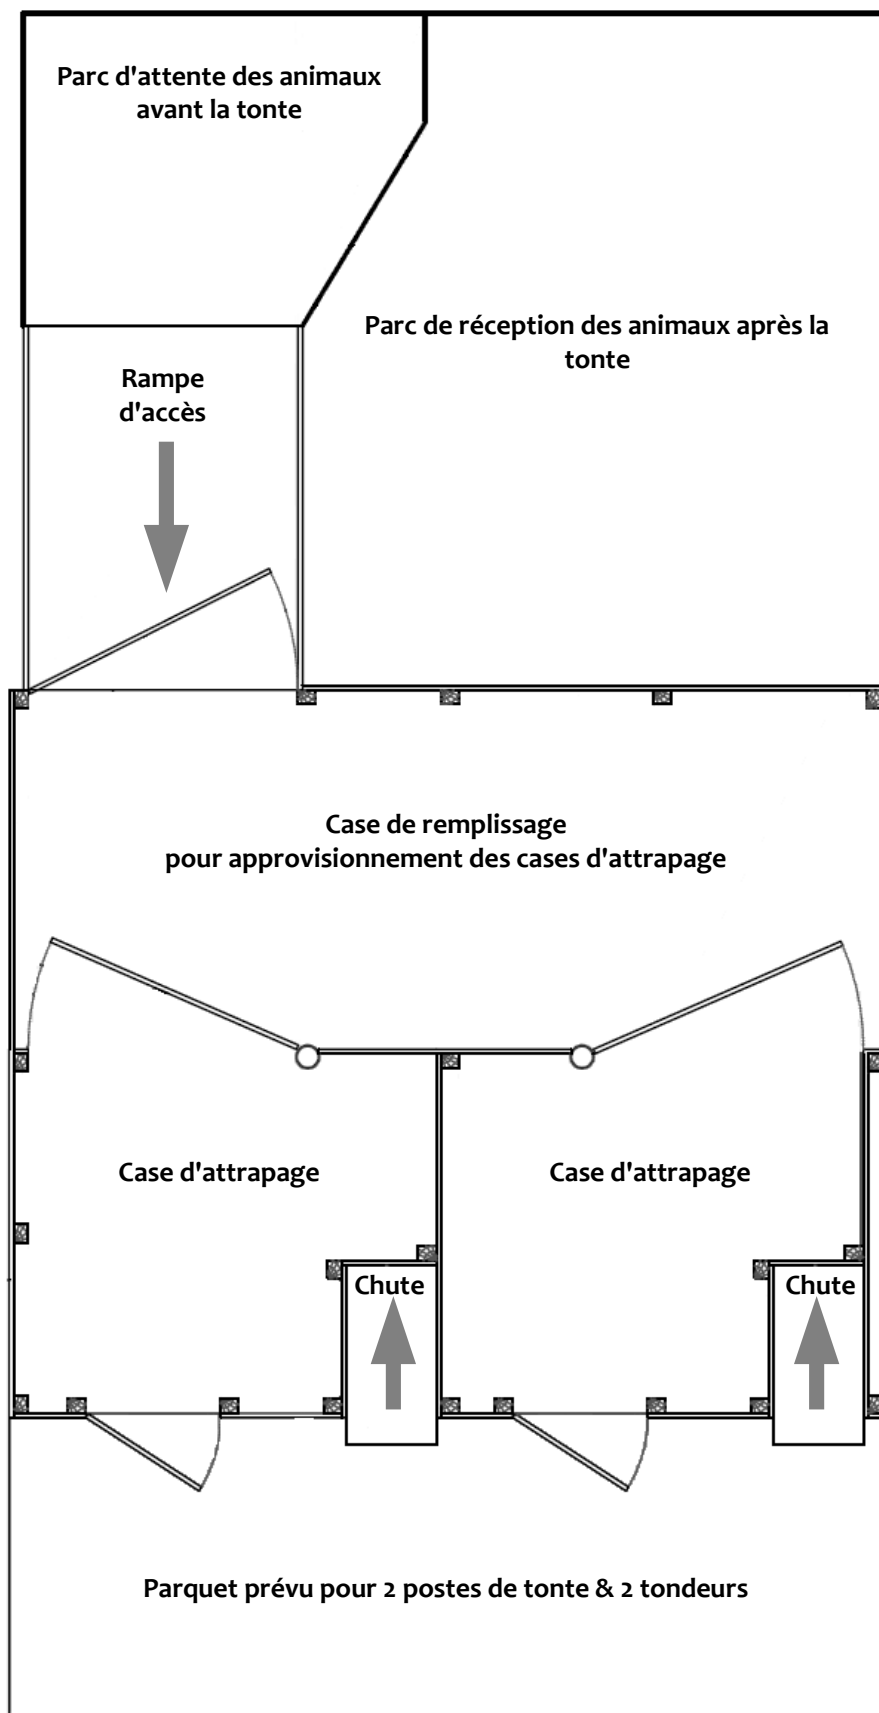 Parc d'attente des animaux
avant la tonte
Parc de réception des animaux après la
tonte
Rampe
d'accès
Case de remplissage
pour approvisionnement des cases d'attrapage
Case d'attrapage
Case d'attrapage
Chute
Chute
Parquet prévu pour 2 postes de tonte & 2 tondeurs